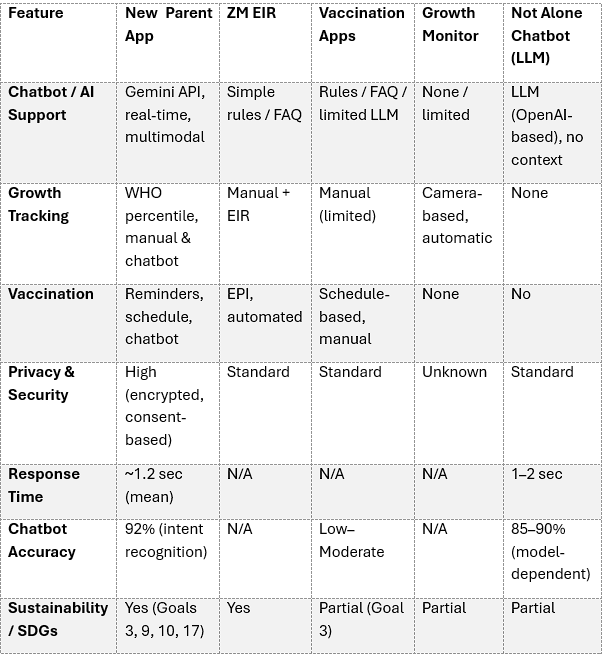 Feature
New Parent
App
ZM EIR
Vaccination
Apps
Growth
Monitor
Not Alone
Chatbot
(LLM)
Chatbot / AI
Support
Gemini API,
real-time,
multimodal
Simple
rules / FAQ
Rules / FAQ /
limited LLM
None /
limited
LLM
(OpenAI-
based), no
context
Growth
Tracking
WHO
percentile,
manual &
chatbot
Manual +
EIR
Manual
(limited)
Camera-
based,
automatic
None
Vaccination
Reminders,
schedule,
chatbot
EPI,
automated
Schedule-
based,
manual
None
No
Privacy &
Security
High
(encrypted,
consent-
based)
Standard
Standard
Unknown
Standard
Response
Time
~1.2 sec
(mean)
N/A
N/A
N/A
1–2 sec
Chatbot
Accuracy
92% (intent
recognition)
N/A
Low–
Moderate
N/A
85–90%
(model-
dependent)
Sustainability
/ SDGs
Yes (Goals
3, 9, 10, 17)
Yes
Partial (Goal
3)
Partial
Partial